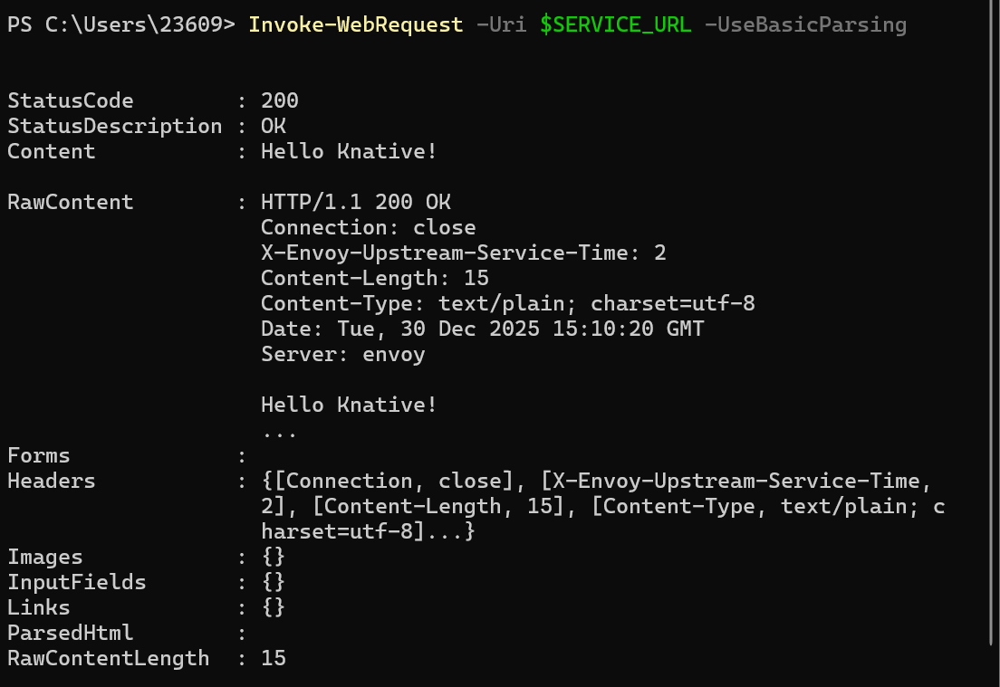 PS C:\Users\23609> Invoke-WebRequest -Uri $SERVICE_URL -UseBasicParsing
StatusCode        : 200
StatusDescription : OK
Content           : Hello Knative!
RawContent        : HTTP/1.1 200 OK
                    Connection: close
                    X-Envoy-Upstream-Service-Time: 2
                    Content-Length: 15
                    Content-Type: text/plain; charset=utf-8
                    Date: Tue, 30 Dec 2025 15:10:20 GMT
                    Server: envoy
                    Hello Knative!
                    ...
Forms             :
Headers           : {[Connection, close], [X-Envoy-Upstream-Service-Time,
                    2], [Content-Length, 15], [Content-Type, text/plain; c
                    harset=utf-8]...}
Images            : {}
InputFields       : {}
Links             : {}
ParsedHtml        :
RawContentLength  : 15